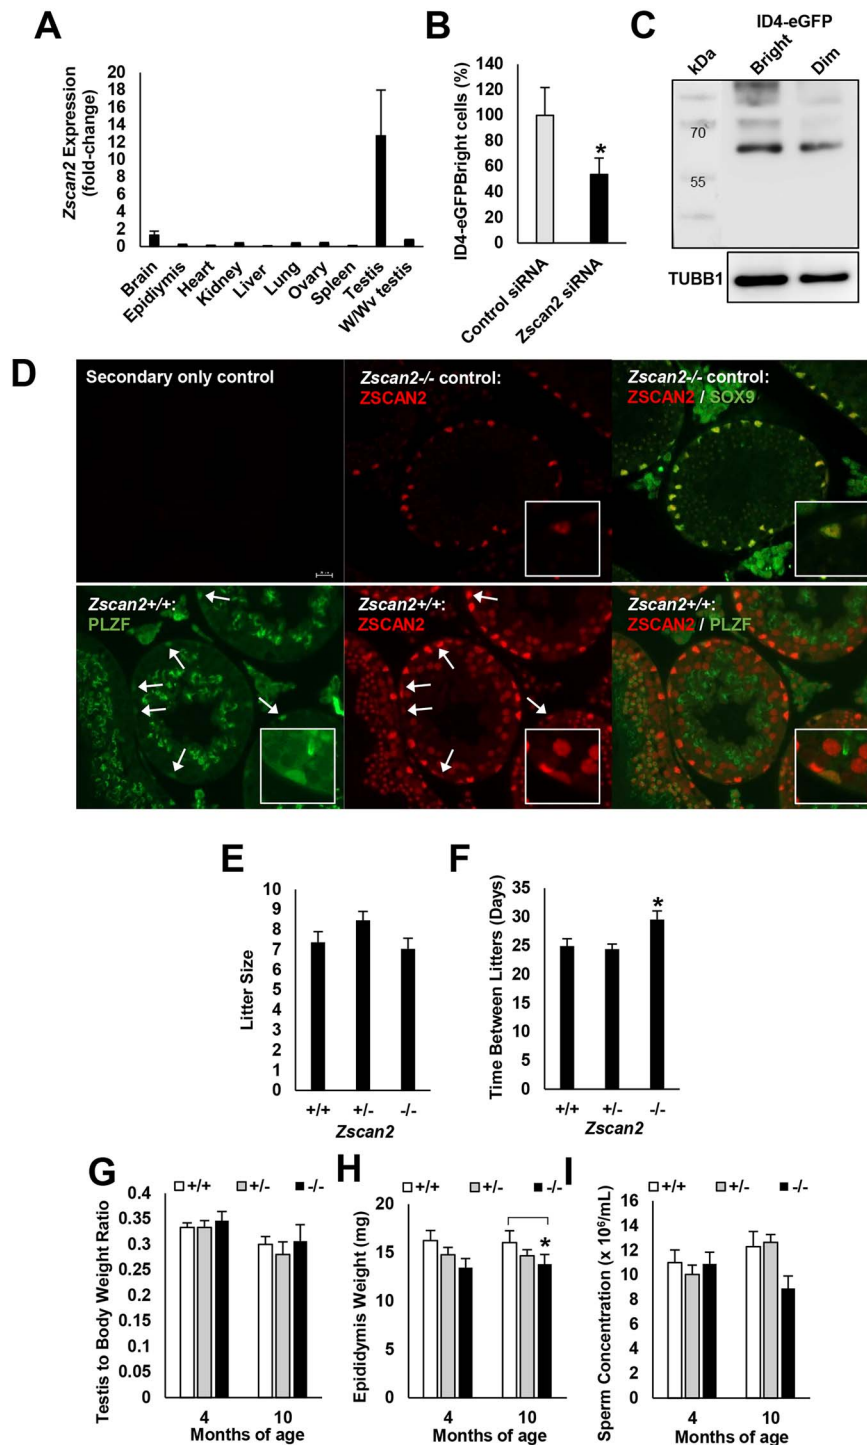 A
Zscan2 Expression
(fold-change)
20
18
16
14
12
10
8
6
4
2
0
Brain
Epidiymis
Heart
Kidney
Liver
Lung
Ovary
Spleen
Testis
W/Wv testis
B
ID4-eGFPBright cells (%)
140
120
100
80
60
40
20
0
*
Control siRNA
Zscan2 siRNA
C
ID4-eGFP
kDa
Bright
Dim
70
55
TUBB1
D
Secondary only control
Zscan2-/- control:
ZSCAN2
Zscan2-/- control:
ZSCAN2 / SOX9
Zscan2+/+:
PLZF
Zscan2+/+:
ZSCAN2
Zscan2+/+:
ZSCAN2 / PLZF
E
Litter Size
10
9
8
7
6
5
4
3
2
1
0
+/+
+/-
-/-
Zscan2
F
Time Between Litters (Days)
35
30
25
20
15
10
5
0
*
+/+
+/-
-/-
Zscan2
G
+/+
+/-
-/-
Testis to Body Weight Ratio
0.4
0.35
0.3
0.25
0.2
0.15
0.1
0.05
0
4
10
Months of age
H
+/+
+/-
-/-
Epididymis Weight (mg)
20
15
10
5
0
*
4
10
Months of age
I
+/+
+/-
-/-
Sperm Concentration (x 10⁶/mL)
16
14
12
10
8
6
4
2
0
4
10
Months of age